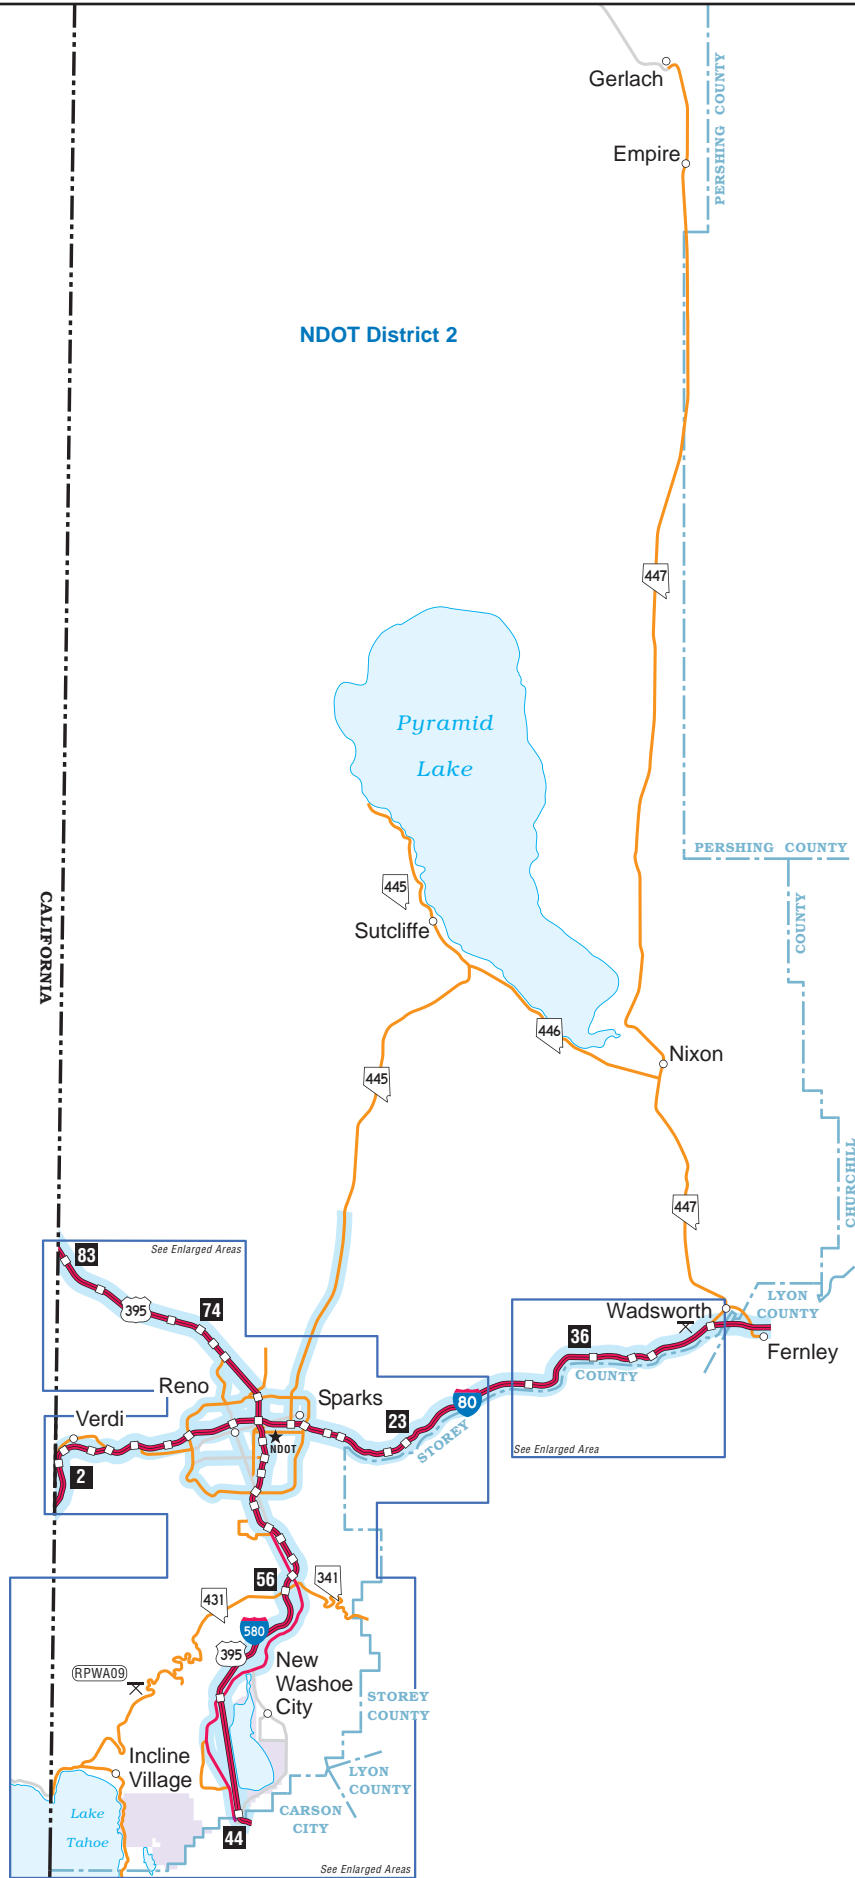 Gerlach
PERSHING COUNTY
Empire
NDOT District 2
447
Pyramid
Lake
PERSHING COUNTY
445
CALIFORNIA
COUNTY
Sutcliffe
446
Nixon
445
CHURCHILL
447
83
See Enlarged Areas
395
74
LYON
COUNTY
Wadsworth
36
Fernley
COUNTY
Reno
Sparks
80
23
STOREY
Verdi
NDOT
See Enlarged Area
2
56
341
431
580
395
New
Washoe
City
RPWA09
STOREY
COUNTY
Incline
Village
LYON
COUNTY
CARSON
CITY
Lake
Tahoe
44
See Enlarged Areas